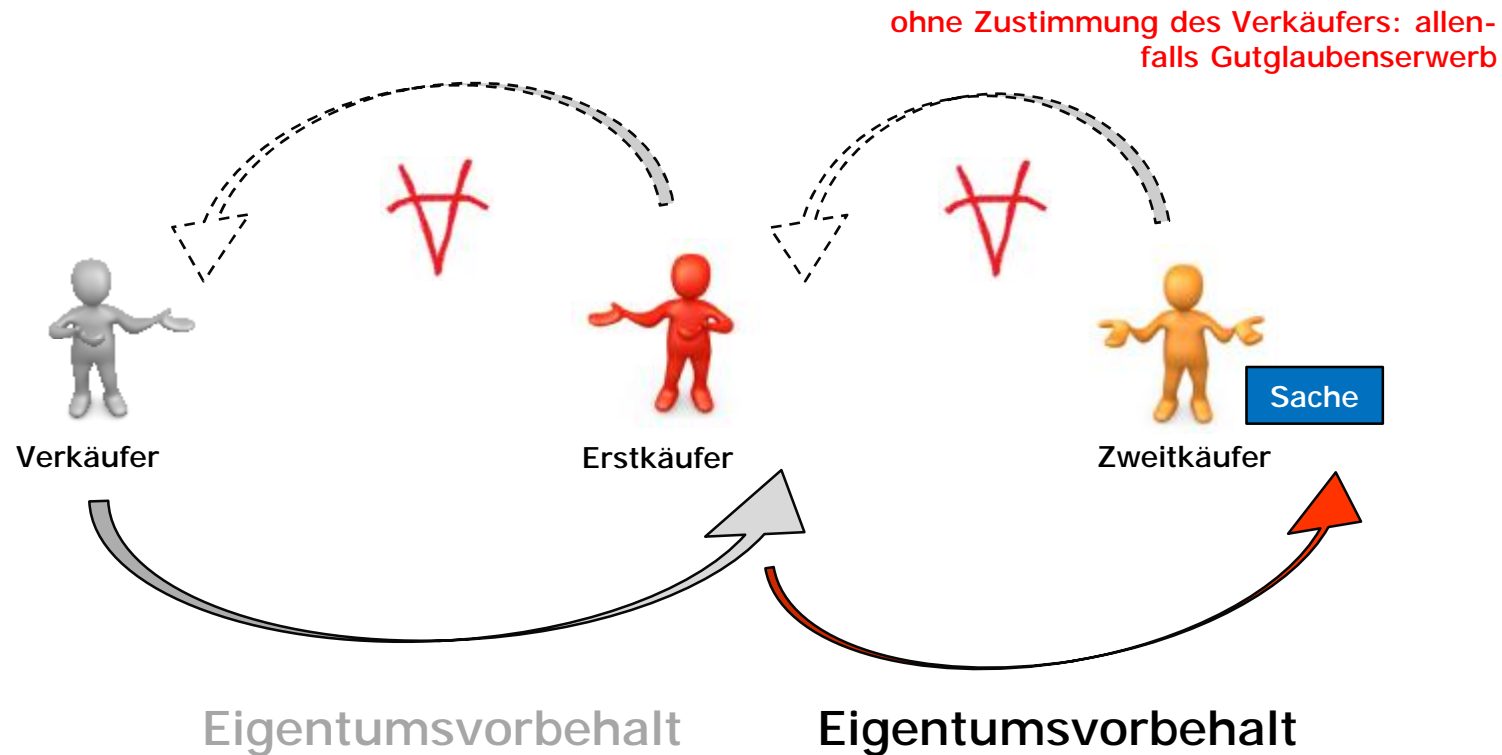 ohne Zustimmung des Verkäufers: allen-
falls Gutglaubenserwerb
Sache
Verkäufer
Erstkäufer
Zweitkäufer
Eigentumsvorbehalt
Eigentumsvorbehalt